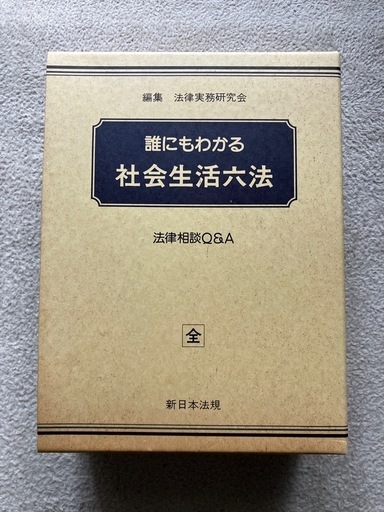 編集 法律実務研究会
誰にもわかる
社会生活六法
法律相談Q&A
全
新日本法規